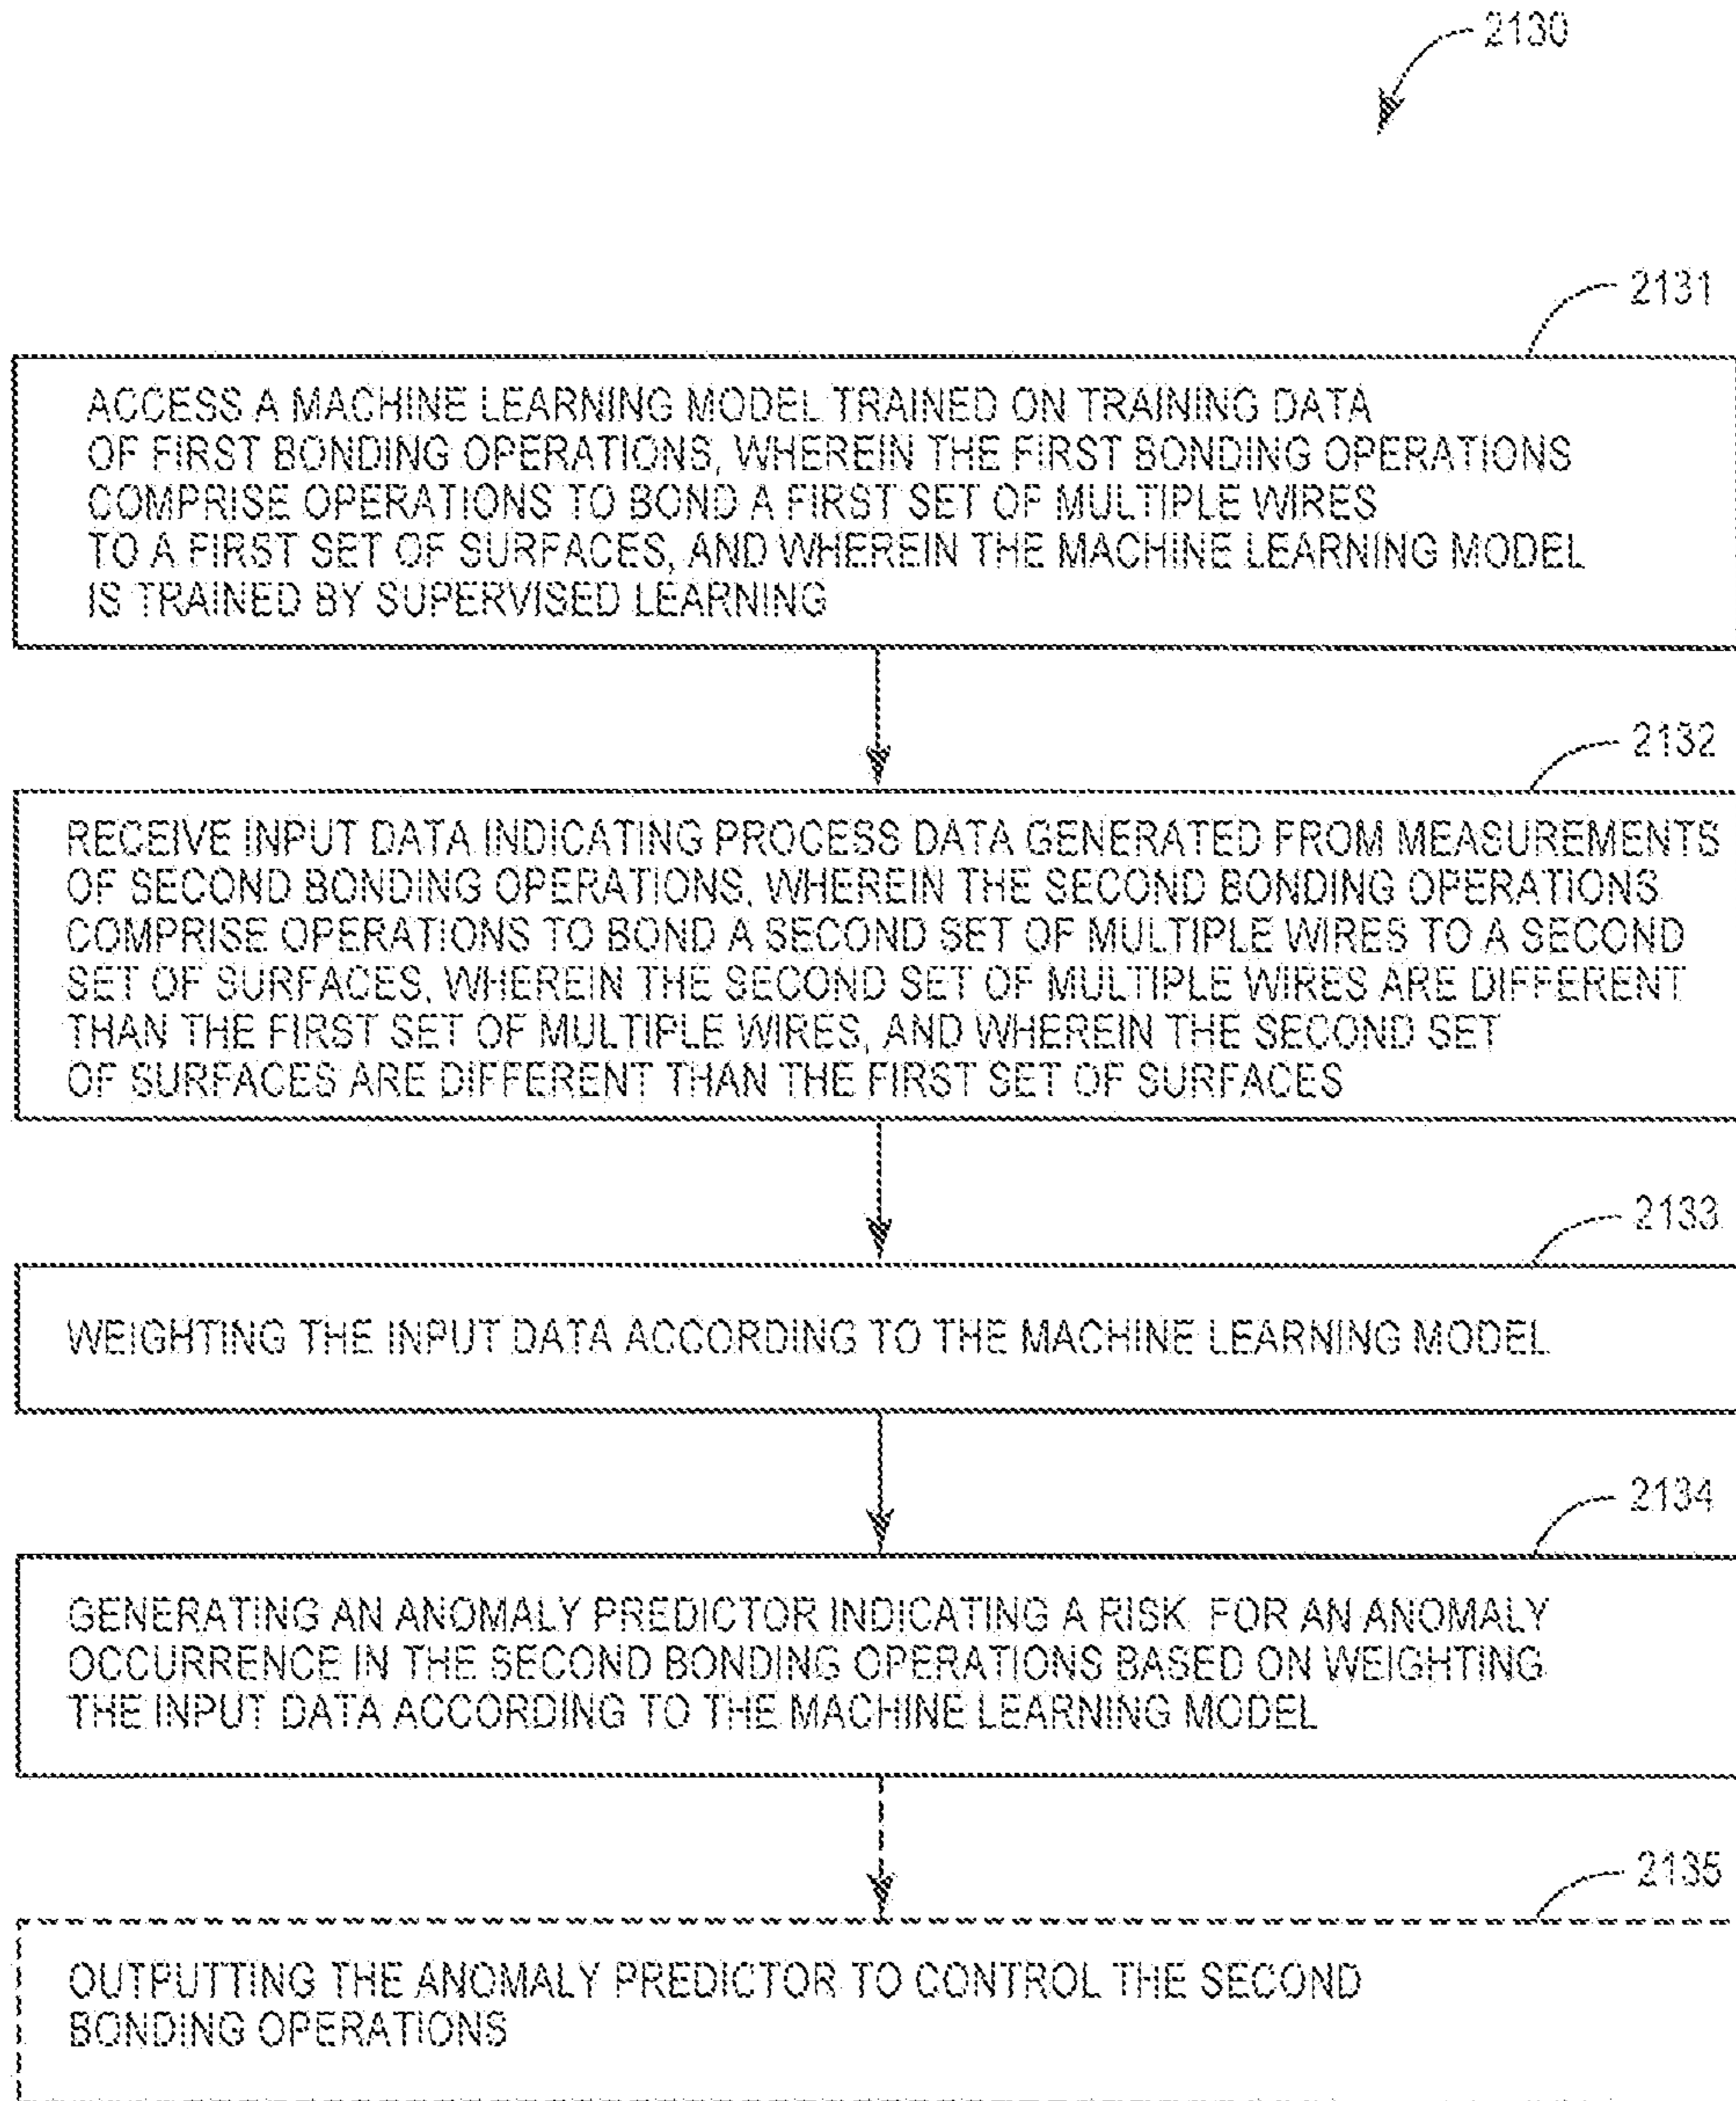 2130
2131
ACCESS A MACHINE LEARNING MODEL TRAINED ON TRAINING DATA
OF FIRST BONDING OPERATIONS, WHEREIN THE FIRST BONDING OPERATIONS
COMPRISE OPERATIONS TO BOND A FIRST SET OF MULTIPLE WIRES
TO A FIRST SET OF SURFACES, AND WHEREIN THE MACHINE LEARNING MODEL
IS TRAINED BY SUPERVISED LEARNING
2132
RECEIVE INPUT DATA INDICATING PROCESS DATA GENERATED FROM MEASUREMENTS
OF SECOND BONDING OPERATIONS, WHEREIN THE SECOND BONDING OPERATIONS
COMPRISE OPERATIONS TO BOND A SECOND SET OF MULTIPLE WIRES TO A SECOND
SET OF SURFACES, WHEREIN THE SECOND SET OF MULTIPLE WIRES ARE DIFFERENT
THAN THE FIRST SET OF MULTIPLE WIRES, AND WHEREIN THE SECOND SET
OF SURFACES ARE DIFFERENT THAN THE FIRST SET OF SURFACES
2133
WEIGHTING THE INPUT DATA ACCORDING TO THE MACHINE LEARNING MODEL
2134
GENERATING AN ANOMALY PREDICTOR INDICATING A RISK FOR AN ANOMALY
OCCURRENCE IN THE SECOND BONDING OPERATIONS BASED ON WEIGHTING
THE INPUT DATA ACCORDING TO THE MACHINE LEARNING MODEL
2135
OUTPUTTING THE ANOMALY PREDICTOR TO CONTROL THE SECOND
BONDING OPERATIONS